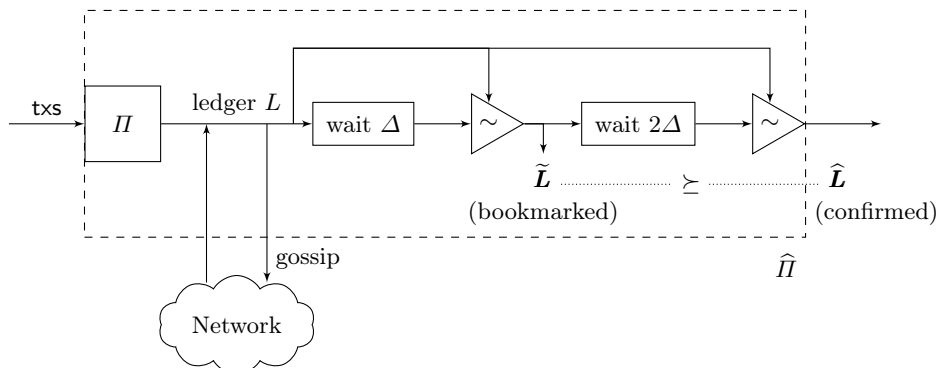 txs
Π
ledger L
wait Δ
~
wait 2Δ
~
L̃
⪰
L̂
(bookmarked)
(confirmed)
gossip
Π̂
Network